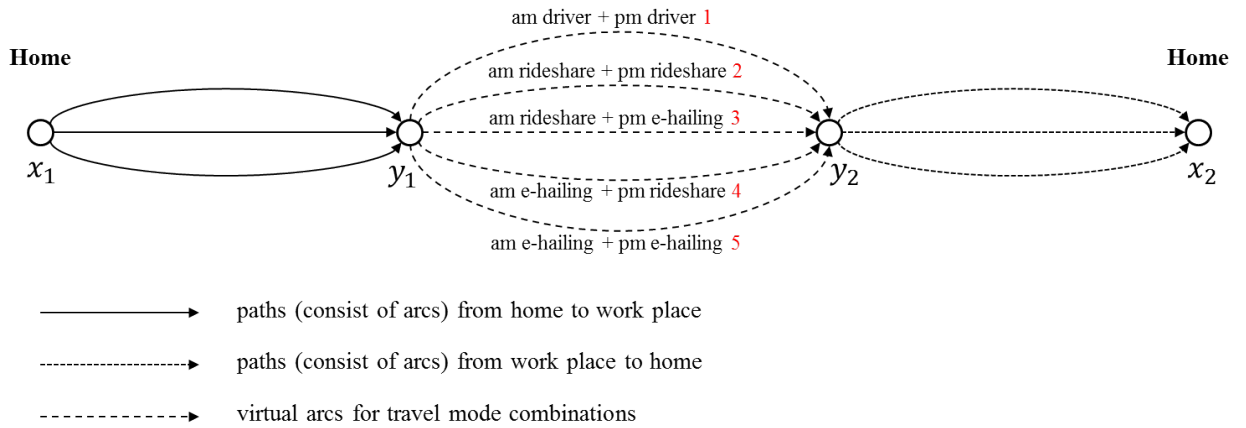 am driver + pm driver 1
Home
Home
am rideshare + pm rideshare 2
am rideshare + pm e-hailing 3
x₁
y₁
y₂
x₂
am e-hailing + pm rideshare 4
am e-hailing + pm e-hailing 5
paths (consist of arcs) from home to work place
paths (consist of arcs) from work place to home
virtual arcs for travel mode combinations